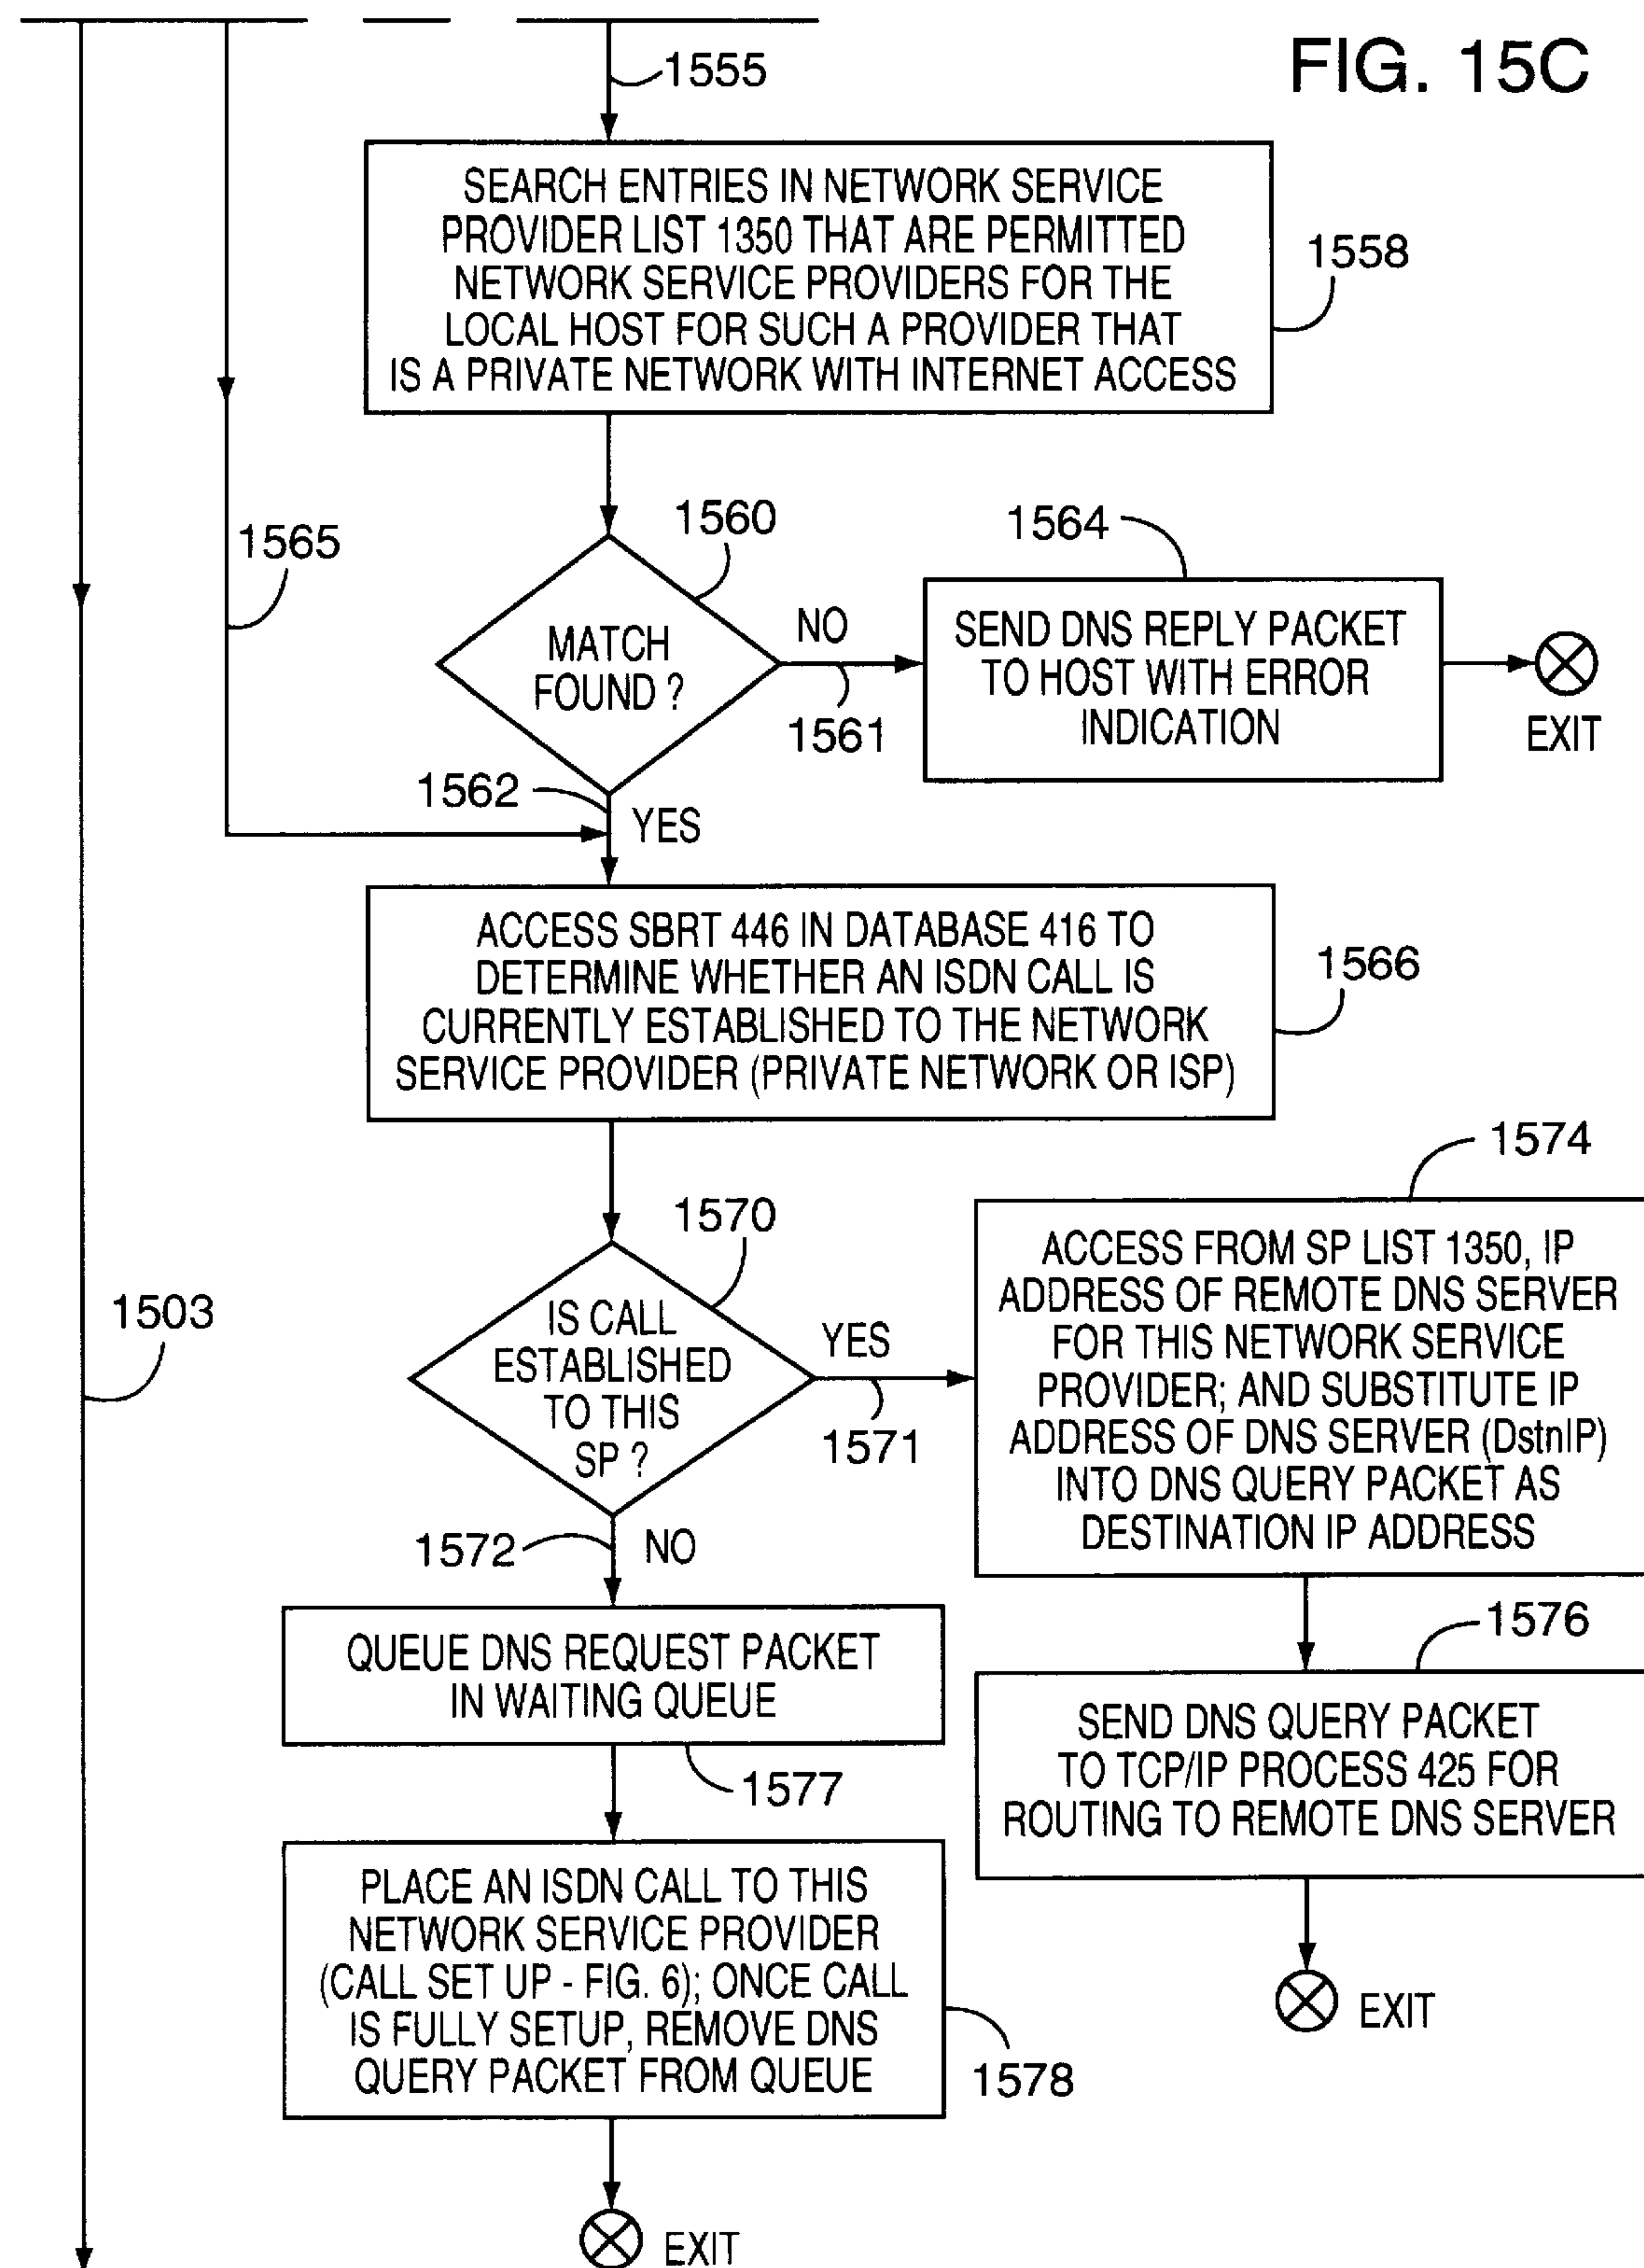 FIG. 15C
1555
SEARCH ENTRIES IN NETWORK SERVICE
PROVIDER LIST 1350 THAT ARE PERMITTED
NETWORK SERVICE PROVIDERS FOR THE
LOCAL HOST FOR SUCH A PROVIDER THAT
IS A PRIVATE NETWORK WITH INTERNET ACCESS
1558
1560
1564
1565
MATCH
FOUND ?
NO
1561
SEND DNS REPLY PACKET
TO HOST WITH ERROR
INDICATION
EXIT
1562
YES
ACCESS SBRT 446 IN DATABASE 416 TO
DETERMINE WHETHER AN ISDN CALL IS
CURRENTLY ESTABLISHED TO THE NETWORK
SERVICE PROVIDER (PRIVATE NETWORK OR ISP)
1566
1574
1570
1503
IS CALL
ESTABLISHED
TO THIS
SP ?
YES
1571
ACCESS FROM SP LIST 1350, IP
ADDRESS OF REMOTE DNS SERVER
FOR THIS NETWORK SERVICE
PROVIDER; AND SUBSTITUTE IP
ADDRESS OF DNS SERVER (DstnIP)
INTO DNS QUERY PACKET AS
DESTINATION IP ADDRESS
1572
NO
1576
QUEUE DNS REQUEST PACKET
IN WAITING QUEUE
1577
SEND DNS QUERY PACKET
TO TCP/IP PROCESS 425 FOR
ROUTING TO REMOTE DNS SERVER
EXIT
PLACE AN ISDN CALL TO THIS
NETWORK SERVICE PROVIDER
(CALL SET UP - FIG. 6); ONCE CALL
IS FULLY SETUP, REMOVE DNS
QUERY PACKET FROM QUEUE
1578
EXIT